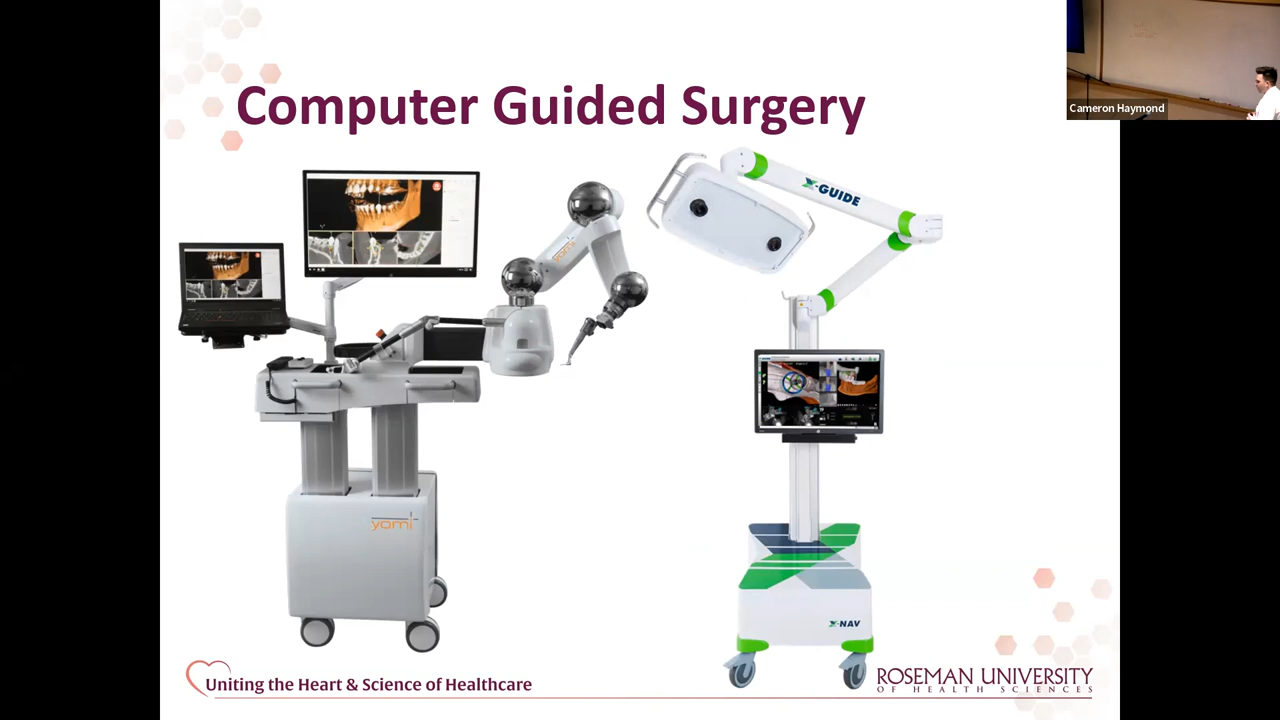 Computer Guided Surgery
Cameron Haymond
X-GUIDE
yomi
yomi
X-NAV
Uniting the Heart & Science of Healthcare
ROSEMAN UNIVERSITY
OF HEALTH SCIENCES